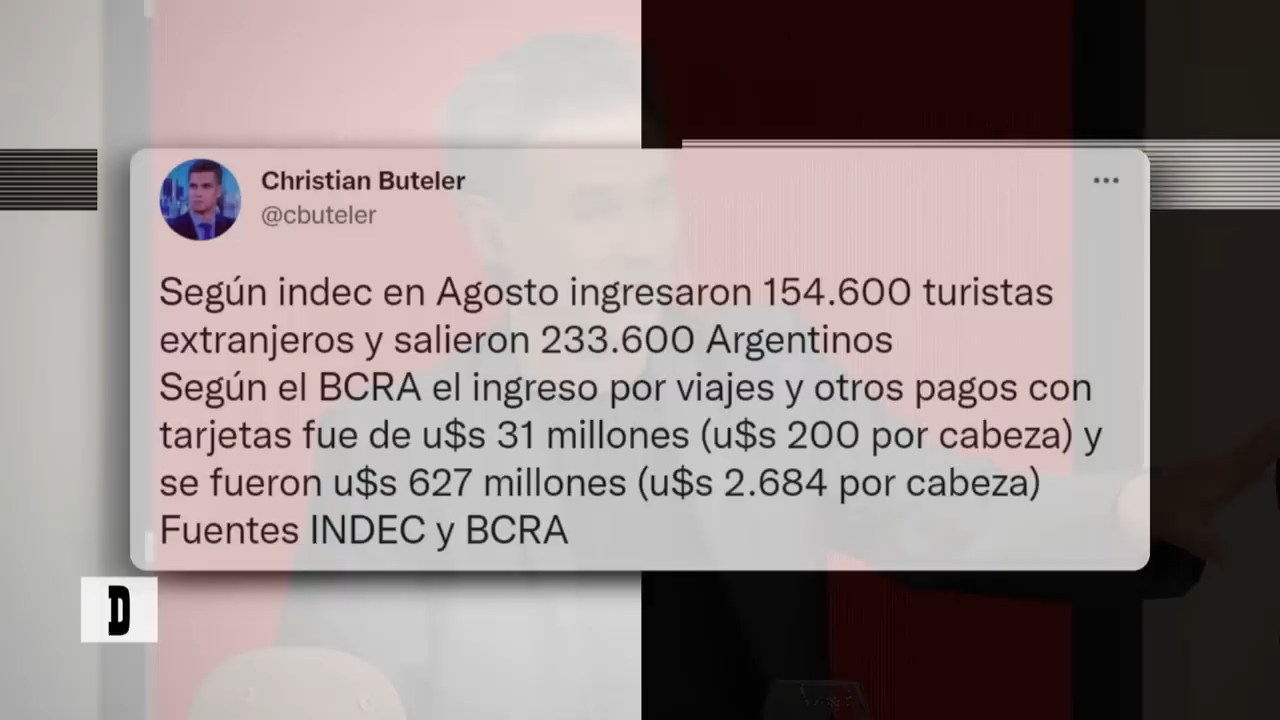 Christian Buteler
@cbuteler
Según indec en Agosto ingresaron 154.600 turistas
extranjeros y salieron 233.600 Argentinos
Según el BCRA el ingreso por viajes y otros pagos con
tarjetas fue de u$s 31 millones (u$s 200 por cabeza) y
se fueron u$s 627 millones (u$s 2.684 por cabeza)
Fuentes INDEC y BCRA
D